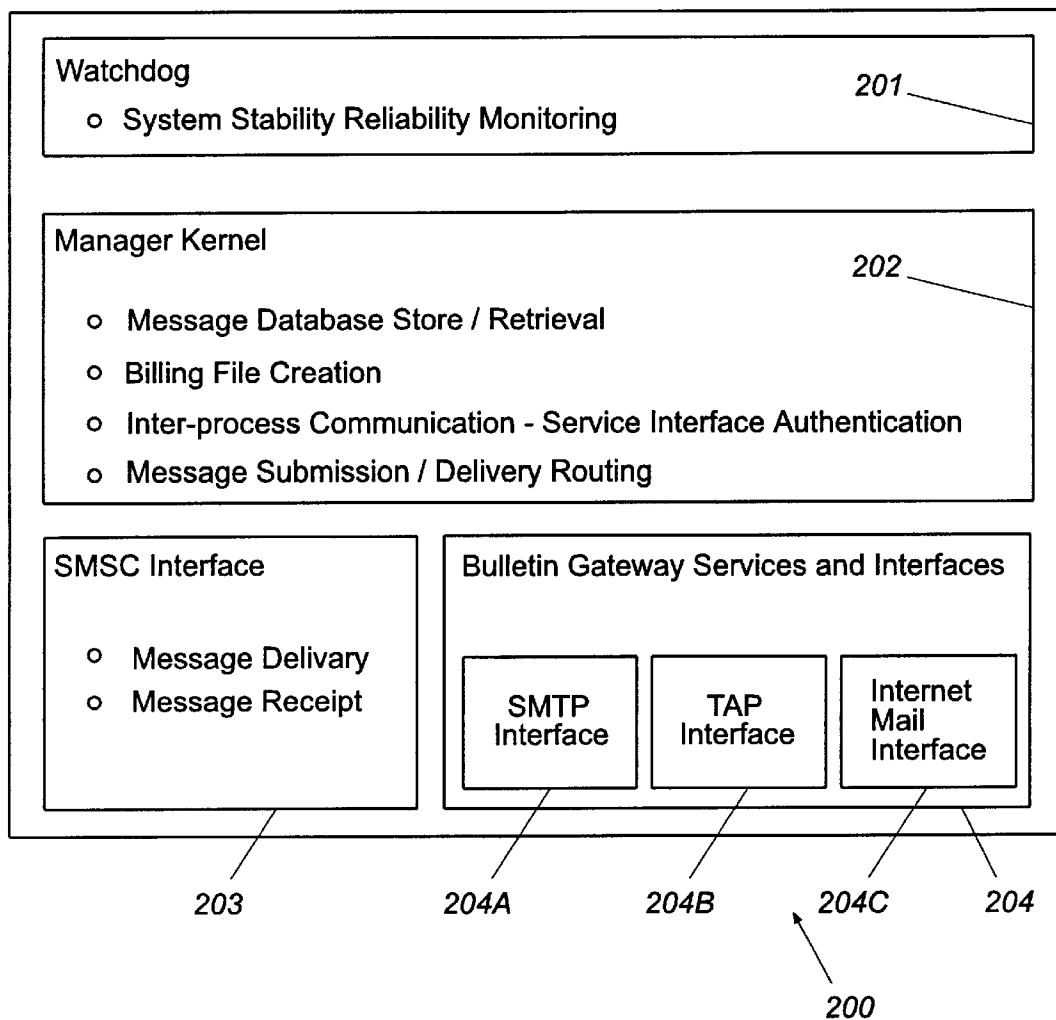 Watchdog
System Stability Reliability Monitoring
201
Manager Kernel
202
Message Database Store / Retrieval
Billing File Creation
Inter-process Communication - Service Interface Authentication
Message Submission / Delivery Routing
SMSC Interface
Message Delivary
Message Receipt
Bulletin Gateway Services and Interfaces
SMTP
Interface
TAP
Interface
Internet
Mail
Interface
203
204A
204B
204C
204
200